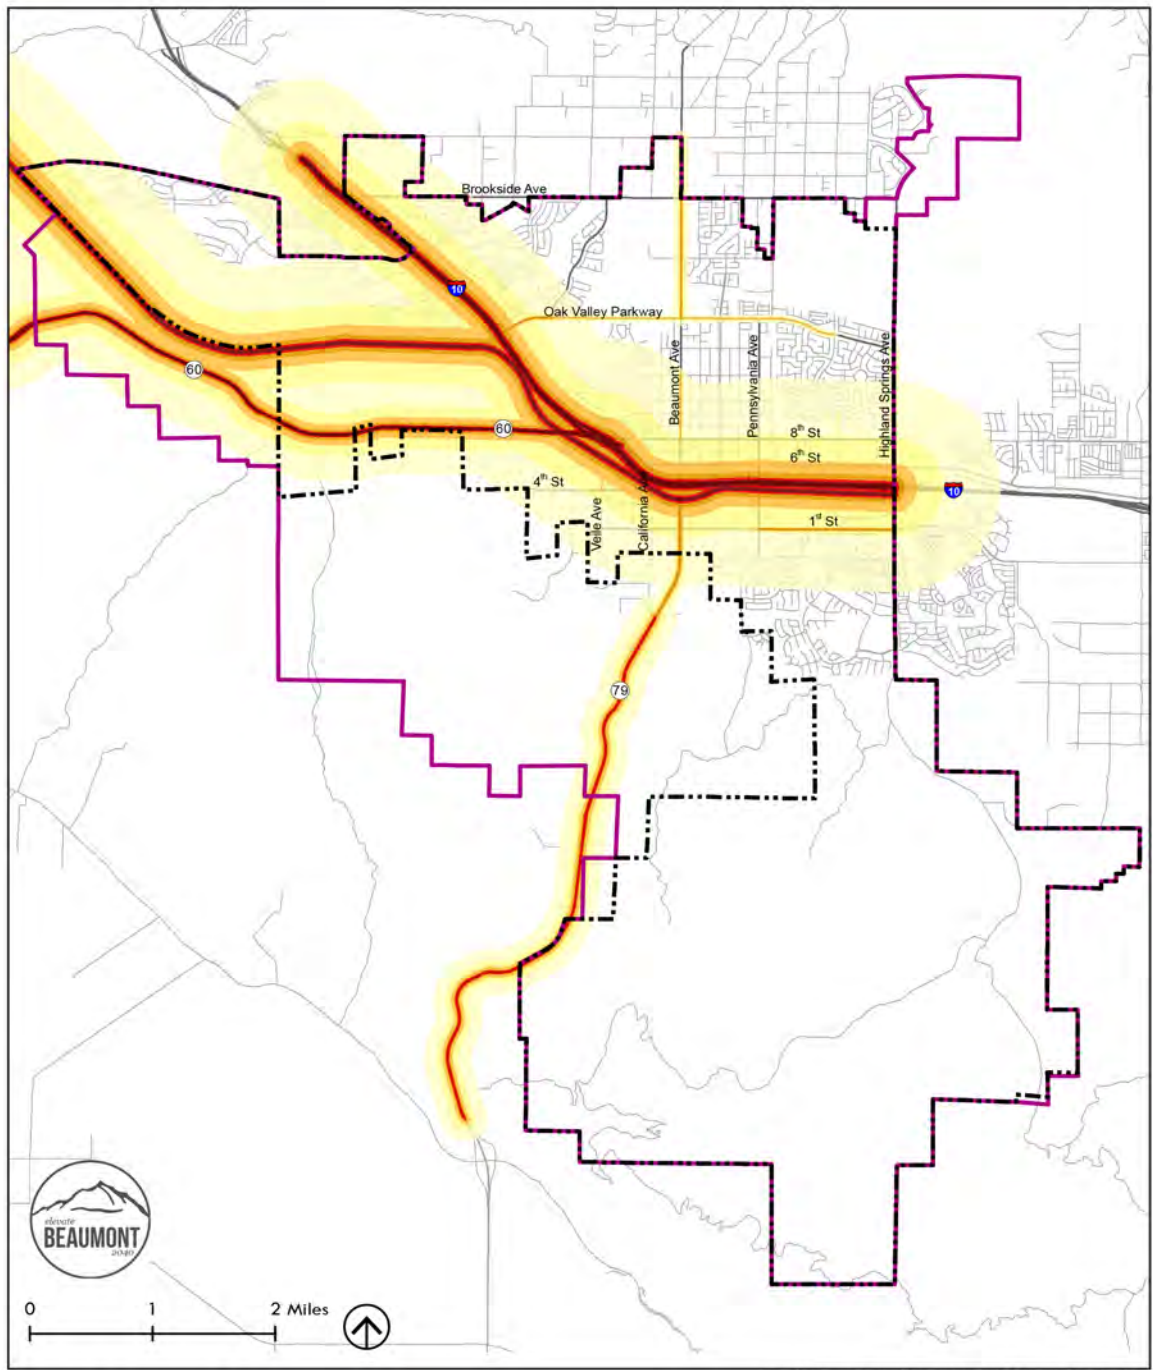 Brookside Ave
10
Oak Valley Parkway
Beaumont Ave
Pennsylvania Ave
Highland Springs Ave
60
60
8th St
6th St
4th St
10
Veile Ave
California A
1st St
79
elevate
BEAUMONT
2040
0 1 2 Miles